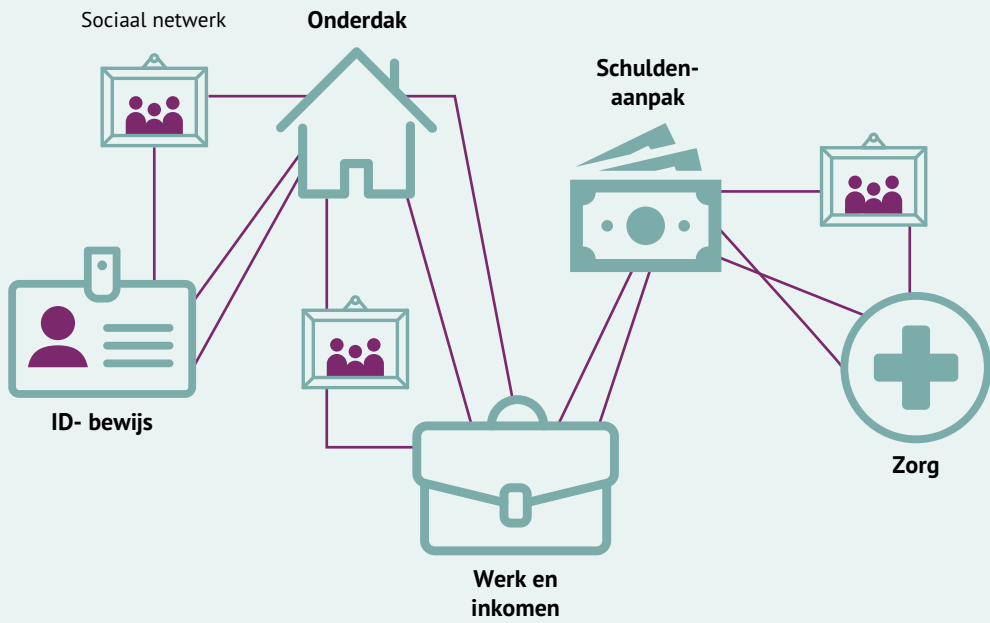 Sociaal netwerk
Onderdak
Schulden-
aanpak
ID- bewijs
Zorg
Werk en
inkomen